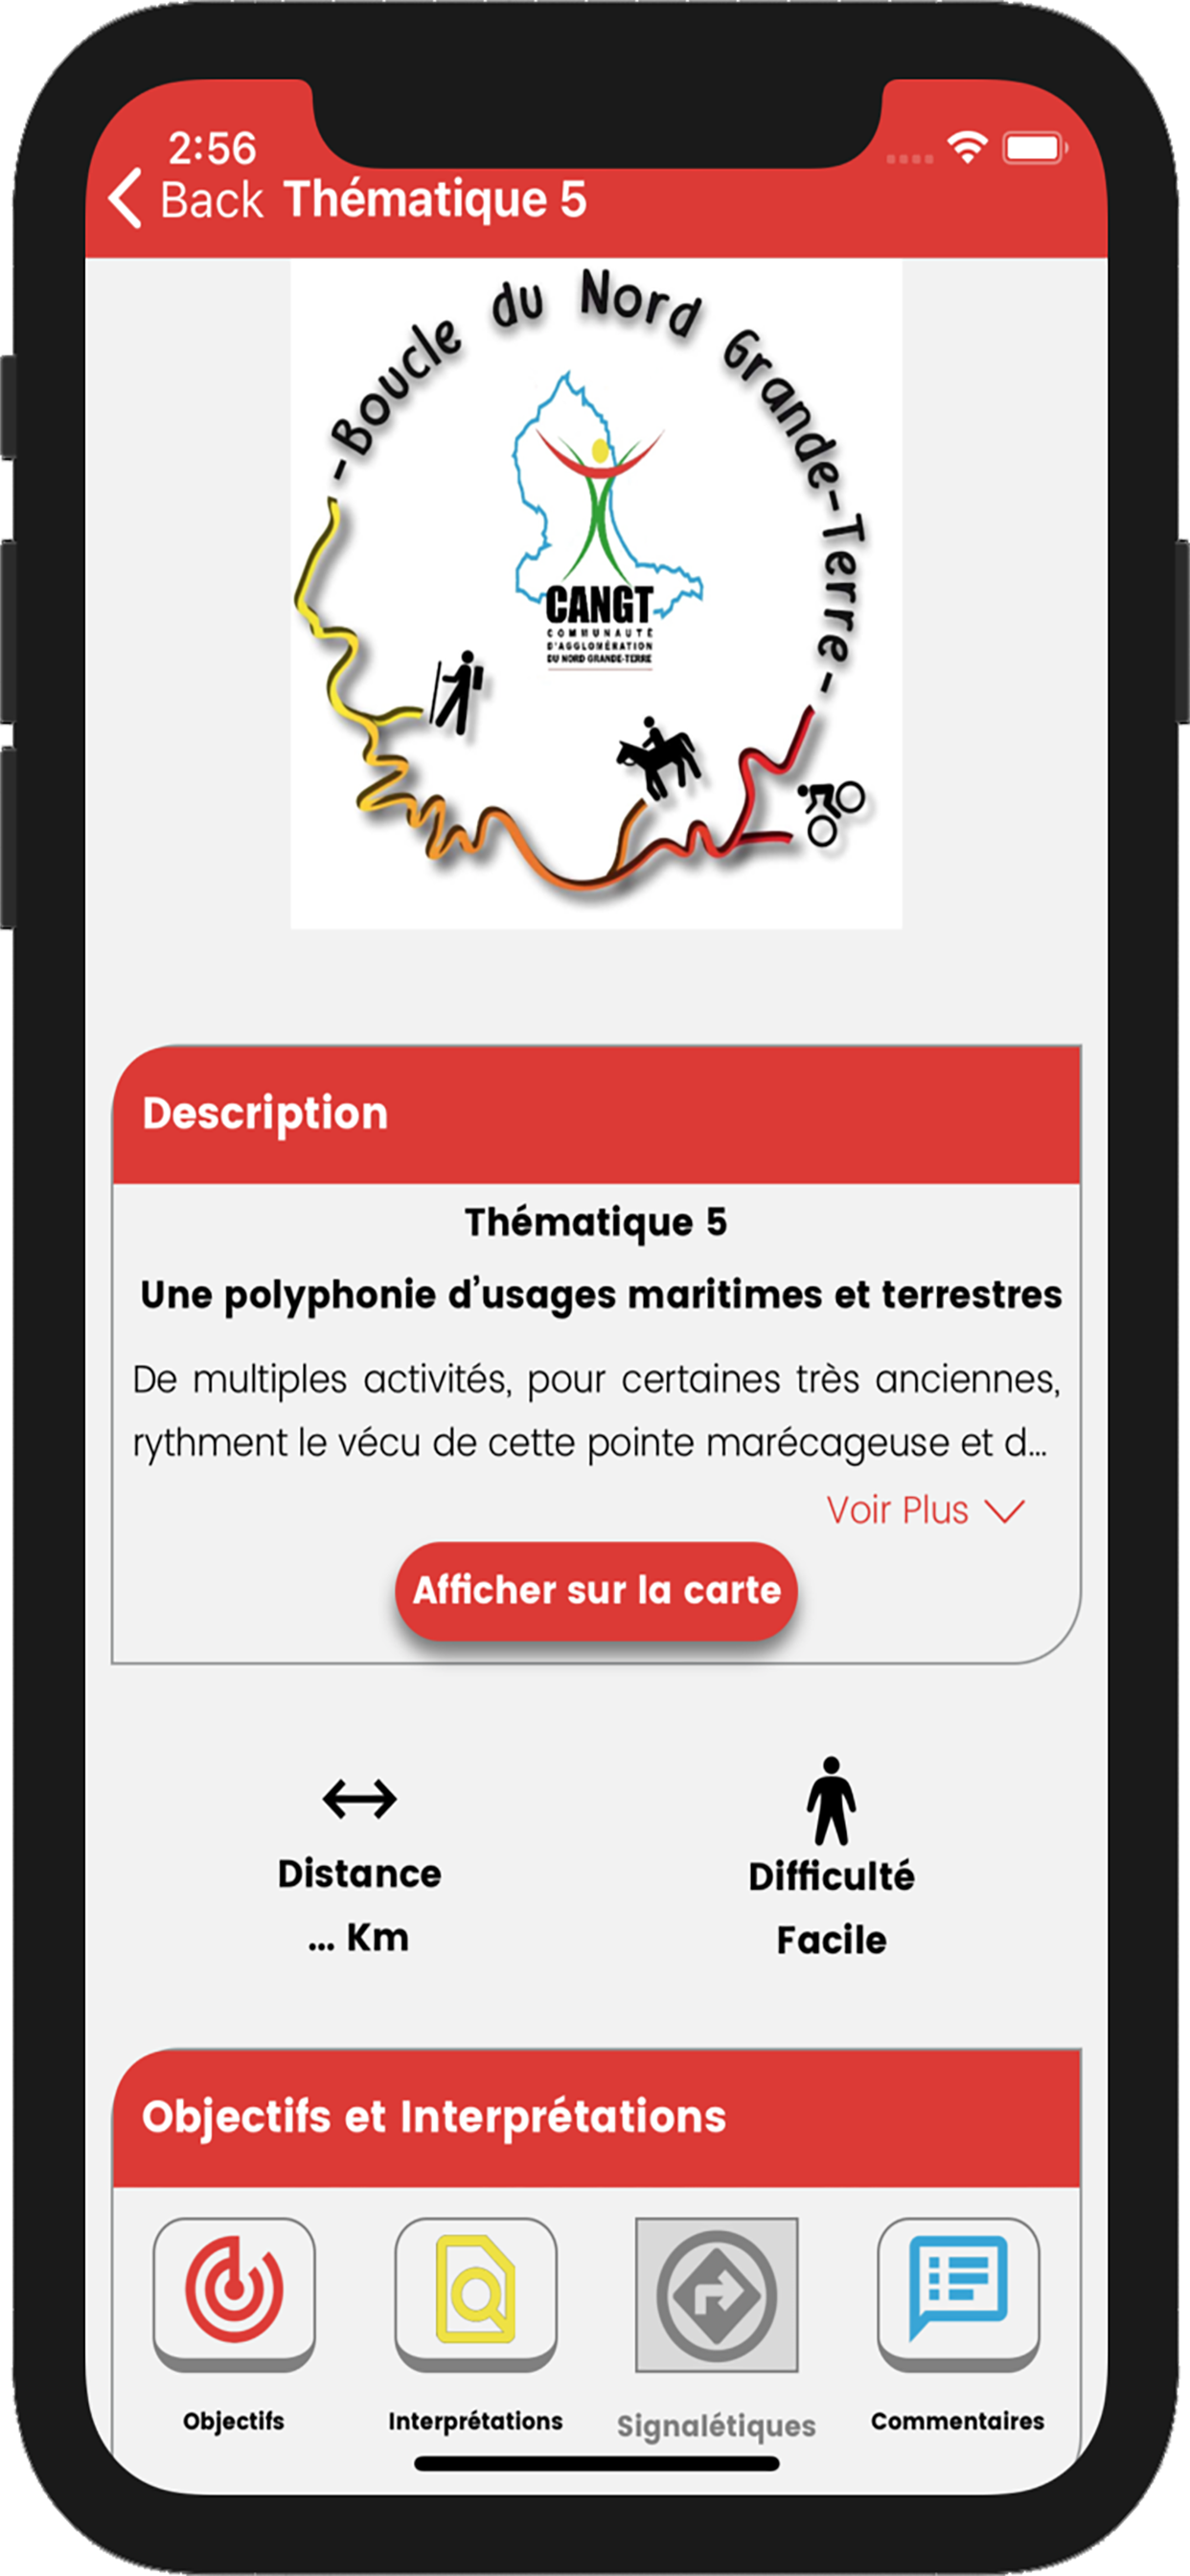 2:56
Back Thématique 5
-Boucle du Nord Grande-Terre-
CANGT
COMMUNAUTÉ
D'AGGLOMÉRATION
DU NORD GRANDE-TERRE
Description
Thématique 5
Une polyphonie d'usages maritimes et terrestres
De multiples activités, pour certaines très anciennes,
rythment le vécu de cette pointe marécageuse et d...
Voir Plus
Afficher sur la carte
Distance
... Km
Difficulté
Facile
Objectifs et Interprétations
Objectifs
Interprétations
Signalétiques
Commentaires